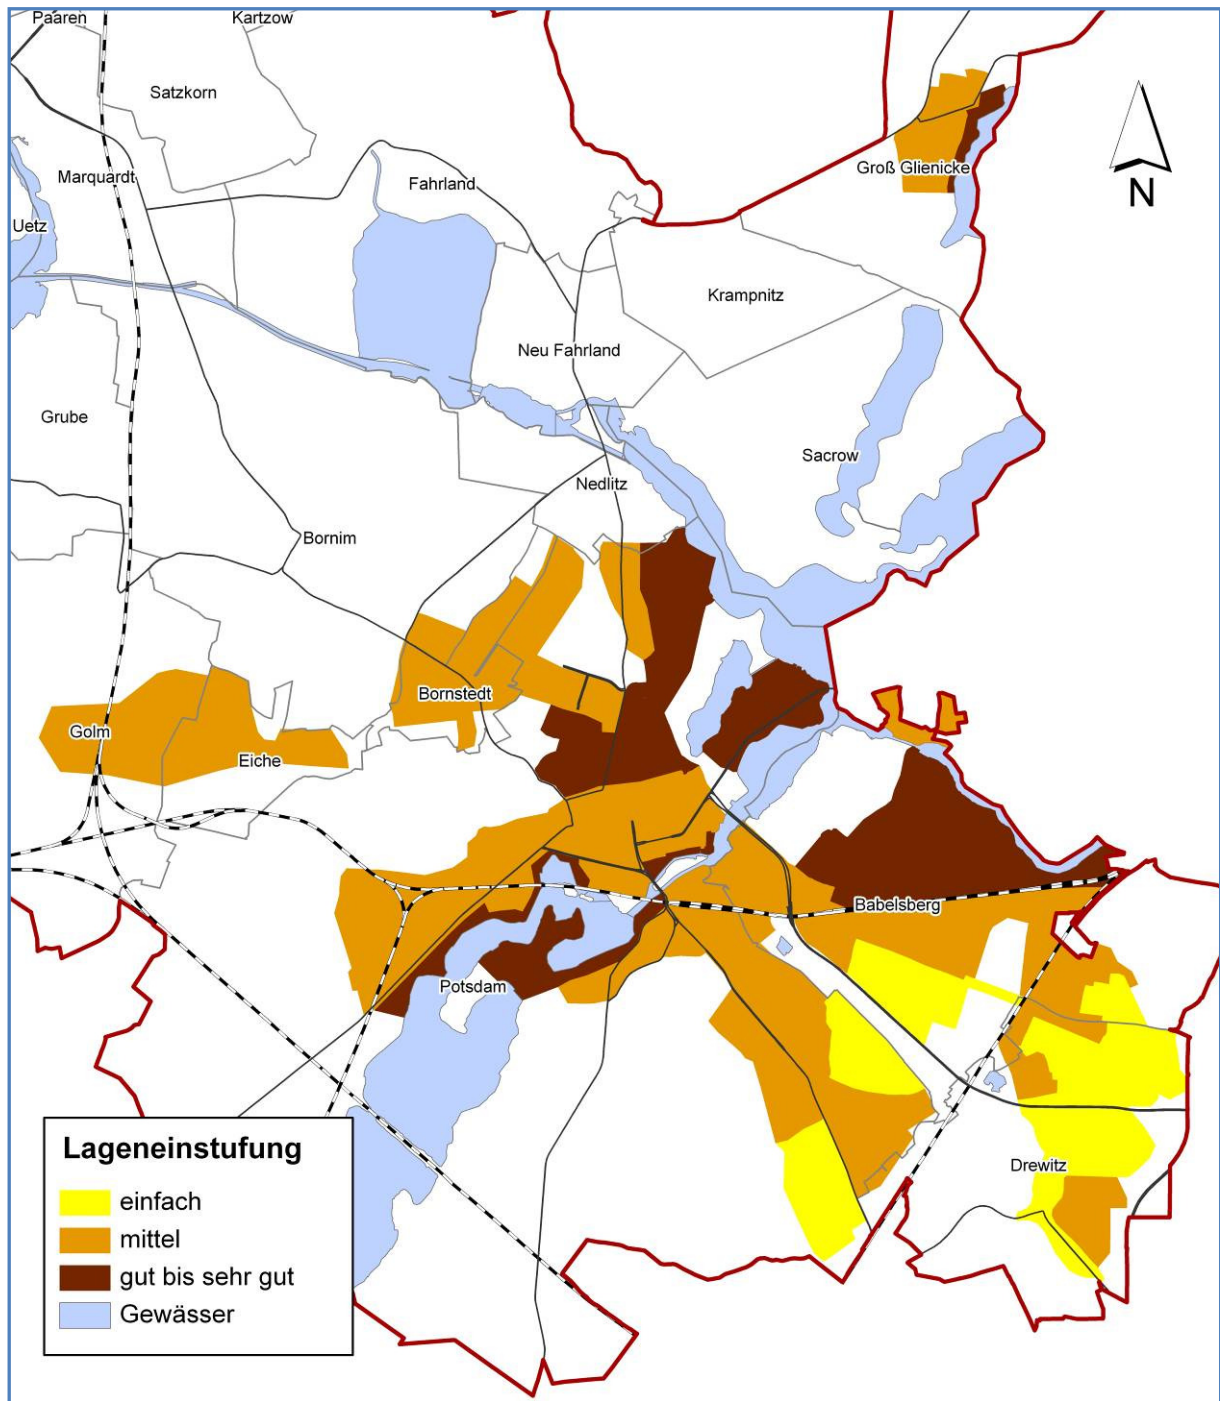 Paaren
Kartzow
Satzkorn
Marquardt
Fahrland
Groß Glienicke
N
Uetz
Krampnitz
Neu Fahrland
Grube
Sacrow
Nedlitz
Bornim
Bornstedt
Golm
Eiche
Babelsberg
Potsdam
Drewitz
Lageneinstufung
einfach
mittel
gut bis sehr gut
Gewässer